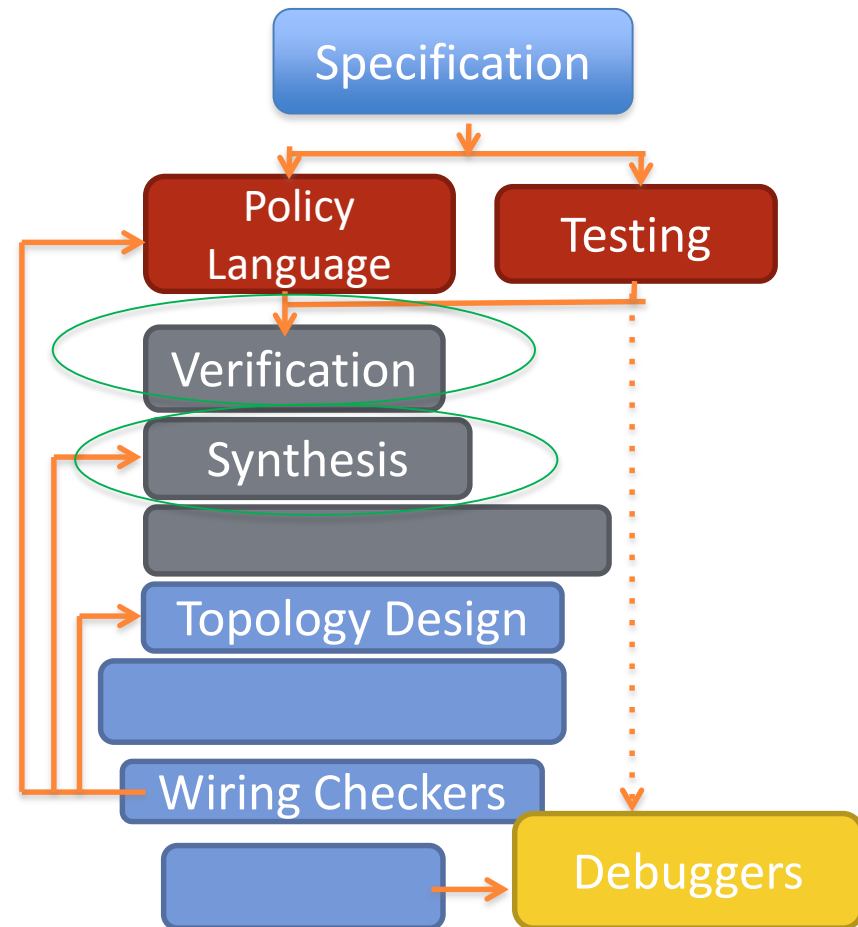 Specification
Policy
Language
Testing
Verification
Synthesis
Topology Design
Wiring Checkers
Debuggers